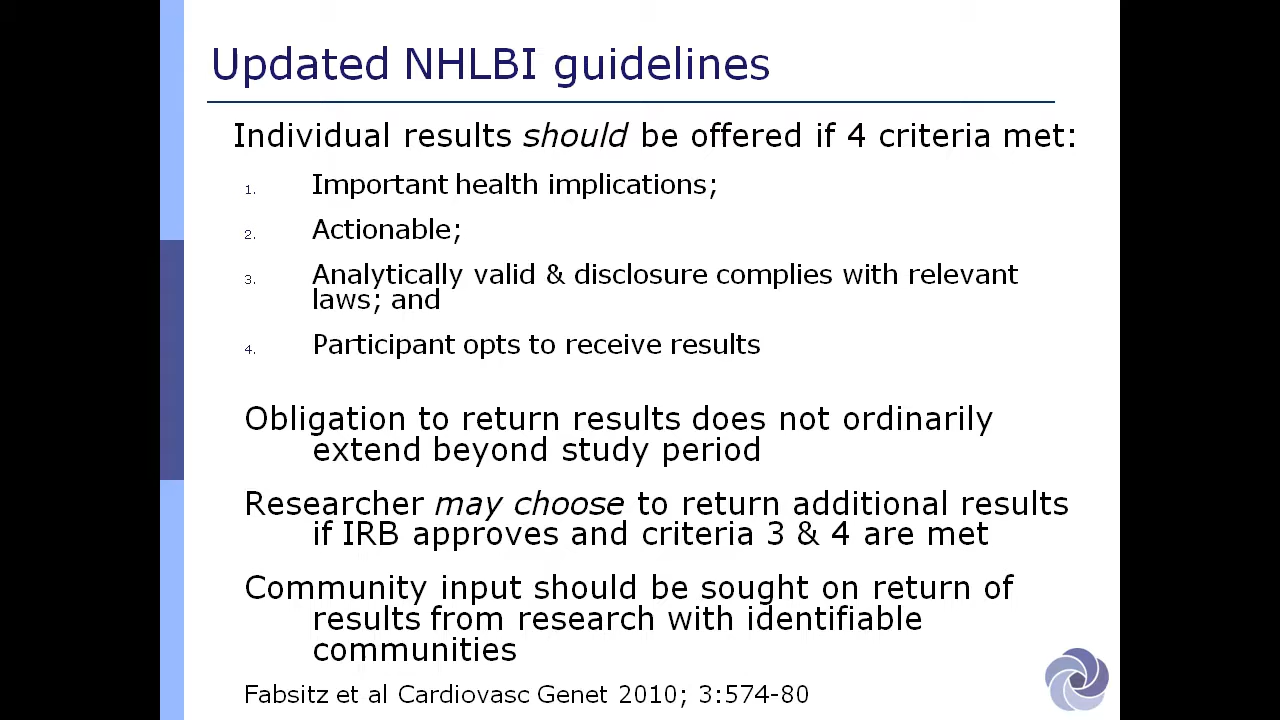 Updated NHLBI guidelines
Individual results should be offered if 4 criteria met:
1. Important health implications;
2. Actionable;
3. Analytically valid & disclosure complies with relevant
laws; and
4. Participant opts to receive results
Obligation to return results does not ordinarily
extend beyond study period
Researcher may choose to return additional results
if IRB approves and criteria 3 & 4 are met
Community input should be sought on return of
results from research with identifiable
communities
Fabsitz et al Cardiovasc Genet 2010; 3:574-80